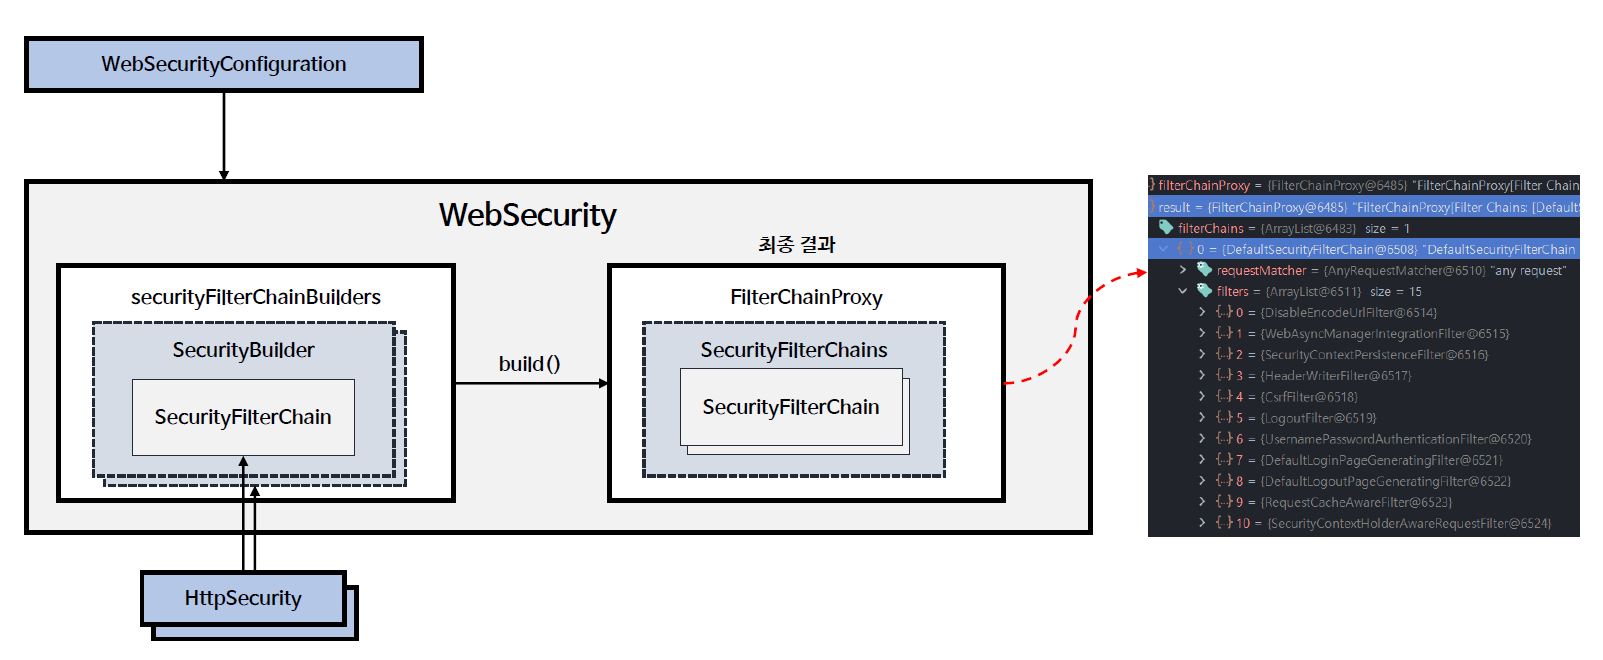 WebSecurityConfiguration
WebSecurity
최종 결과
securityFilterChainBuilders
SecurityBuilder
SecurityFilterChain
build()
FilterChainProxy
SecurityFilterChains
SecurityFilterChain
HttpSecurity
} filterChainProxy = {FilterChainProxy@6485} "FilterChainProxy[Filter Chain
} result = {FilterChainProxy@6485} "FilterChainProxy[Filter Chains: [DefaultS
filterChains = {ArrayList@6483} size = 1
{ } 0 = {DefaultSecurityFilterChain@6508} "DefaultSecurityFilterChain
requestMatcher = {AnyRequestMatcher@6510} "any request"
filters = {ArrayList@6511} size = 15
{...} 0 = {DisableEncodeUrlFilter@6514}
{...} 1 = {WebAsyncManagerIntegrationFilter@6515}
{...} 2 = {SecurityContextPersistenceFilter@6516}
{...} 3 = {HeaderWriterFilter@6517}
{...} 4 = {CsrfFilter@6518}
{...} 5 = {LogoutFilter@6519}
{...} 6 = {UsernamePasswordAuthenticationFilter@6520}
{...} 7 = {DefaultLoginPageGeneratingFilter@6521}
{...} 8 = {DefaultLogoutPageGeneratingFilter@6522}
{...} 9 = {RequestCacheAwareFilter@6523}
{...} 10 = {SecurityContextHolderAwareRequestFilter@6524}